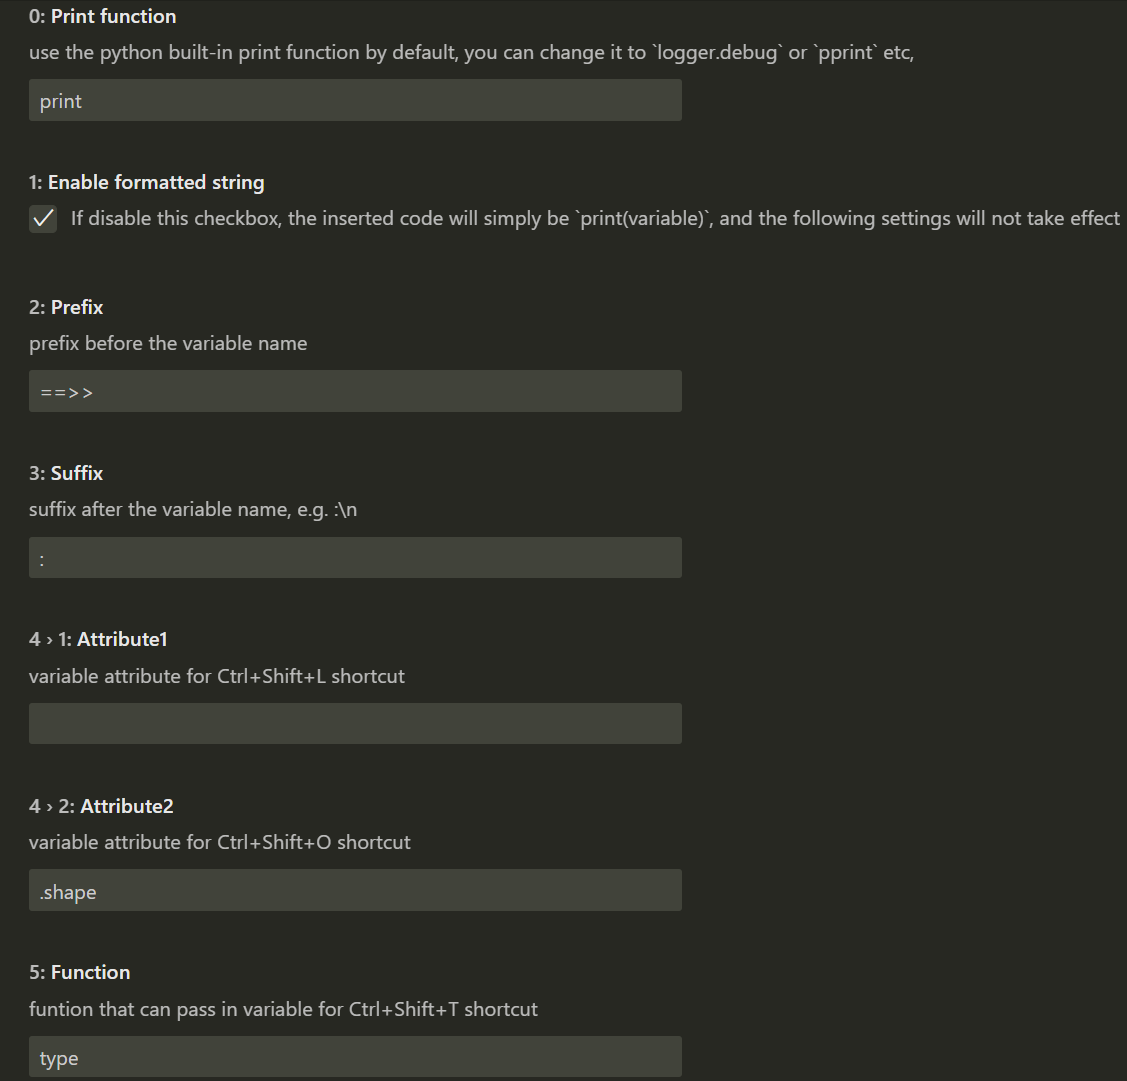 0: Print function
use the python built-in print function by default, you can change it to `logger.debug` or `pprint` etc,
print
1: Enable formatted string
If disable this checkbox, the inserted code will simply be `print(variable)`, and the following settings will not take effect
2: Prefix
prefix before the variable name
==>>
3: Suffix
suffix after the variable name, e.g. :\n
:
4 › 1: Attribute1
variable attribute for Ctrl+Shift+L shortcut
4 › 2: Attribute2
variable attribute for Ctrl+Shift+O shortcut
.shape
5: Function
funtion that can pass in variable for Ctrl+Shift+T shortcut
type